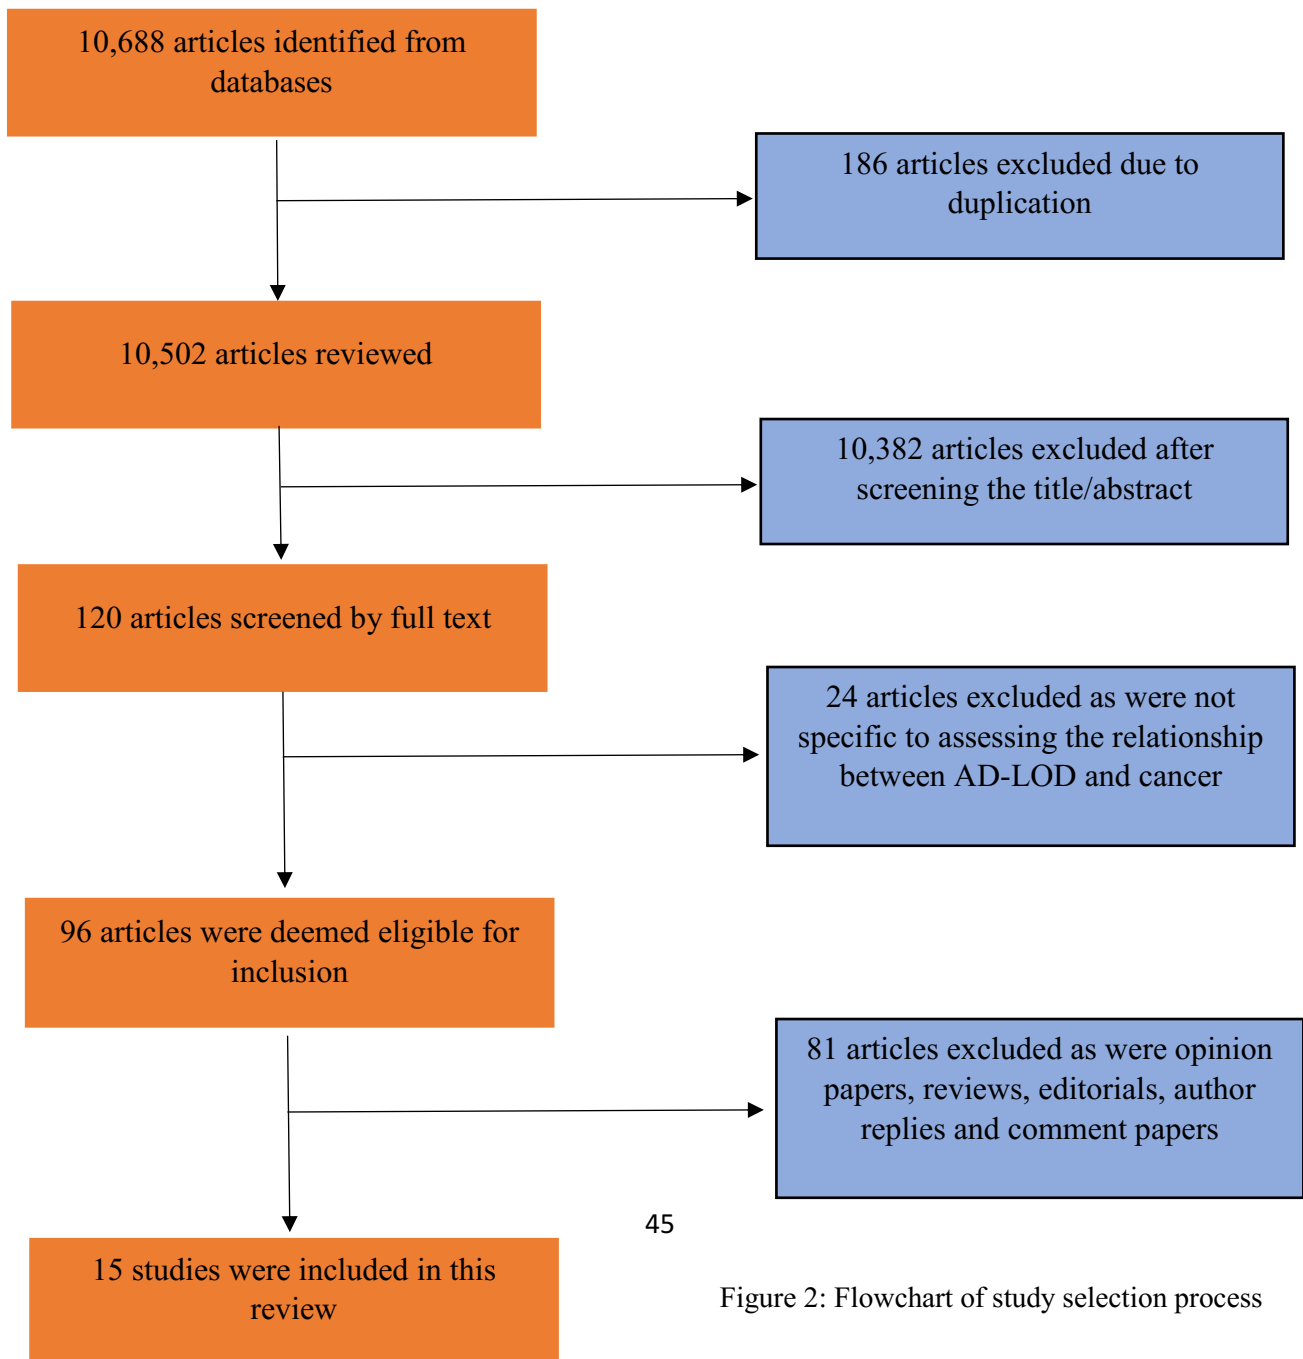 10,688 articles identified from
databases
186 articles excluded due to
duplication
10,502 articles reviewed
10,382 articles excluded after
screening the title/abstract
120 articles screened by full text
24 articles excluded as were not
specific to assessing the relationship
between AD-LOD and cancer
96 articles were deemed eligible for
inclusion
81 articles excluded as were opinion
papers, reviews, editorials, author
replies and comment papers
45
15 studies were included in this
review
Figure 2: Flowchart of study selection process